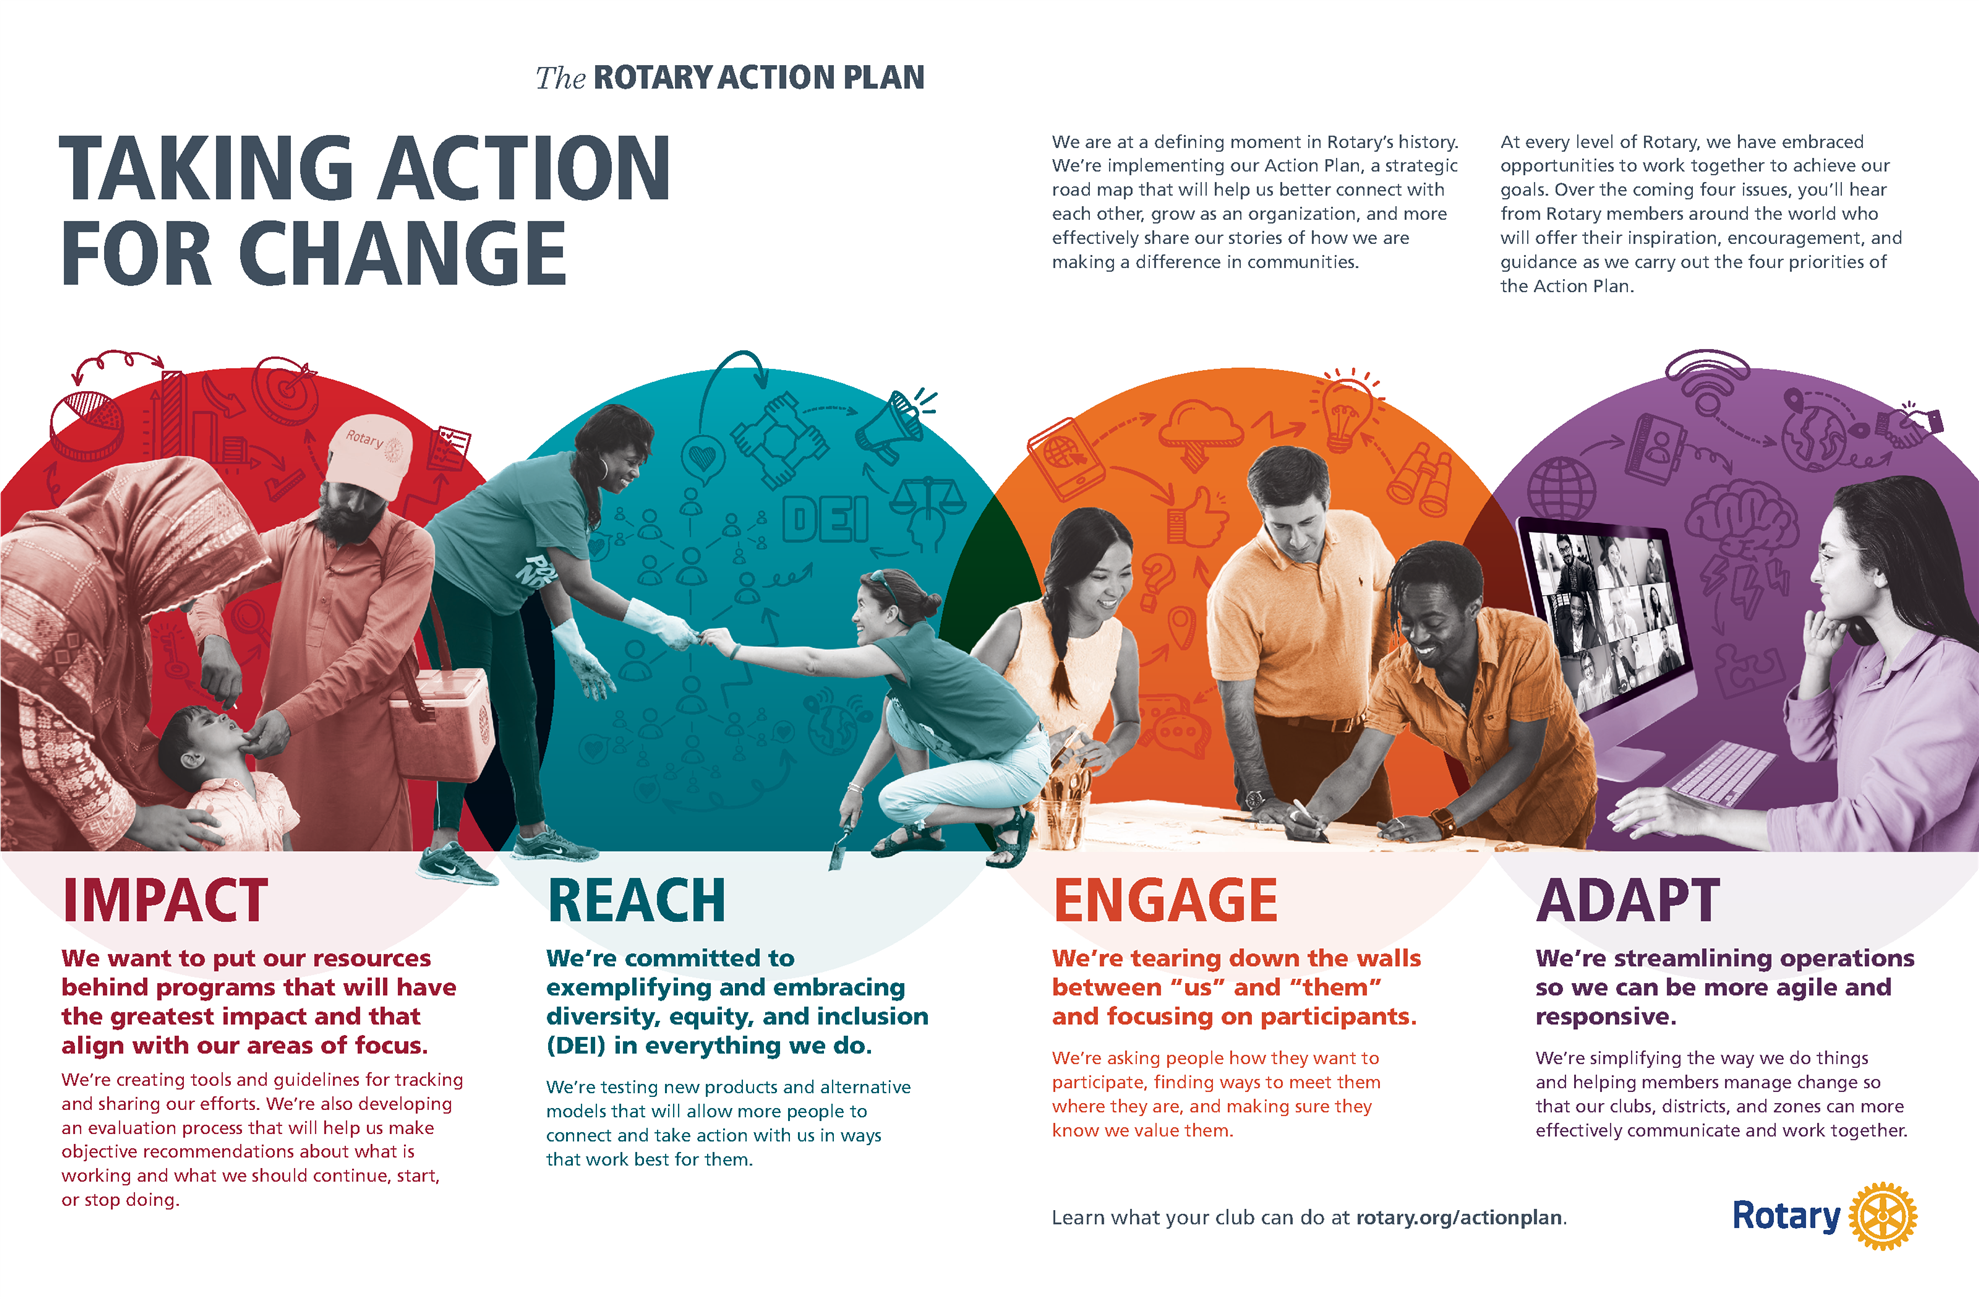 The ROTARY ACTION PLAN
TAKING ACTION
FOR CHANGE
We are at a defining moment in Rotary’s history.
We’re implementing our Action Plan, a strategic
road map that will help us better connect with
each other, grow as an organization, and more
effectively share our stories of how we are
making a difference in communities.
At every level of Rotary, we have embraced
opportunities to work together to achieve our
goals. Over the coming four issues, you’ll hear
from Rotary members around the world who
will offer their inspiration, encouragement, and
guidance as we carry out the four priorities of
the Action Plan.
Rotary
DEI
IMPACT
We want to put our resources
behind programs that will have
the greatest impact and that
align with our areas of focus.
We’re creating tools and guidelines for tracking
and sharing our efforts. We’re also developing
an evaluation process that will help us make
objective recommendations about what is
working and what we should continue, start,
or stop doing.
REACH
We’re committed to
exemplifying and embracing
diversity, equity, and inclusion
(DEI) in everything we do.
We’re testing new products and alternative
models that will allow more people to
connect and take action with us in ways
that work best for them.
ENGAGE
We’re tearing down the walls
between “us” and “them”
and focusing on participants.
We’re asking people how they want to
participate, finding ways to meet them
where they are, and making sure they
know we value them.
ADAPT
We’re streamlining operations
so we can be more agile and
responsive.
We’re simplifying the way we do things
and helping members manage change so
that our clubs, districts, and zones can more
effectively communicate and work together.
Learn what your club can do at rotary.org/actionplan.
Rotary